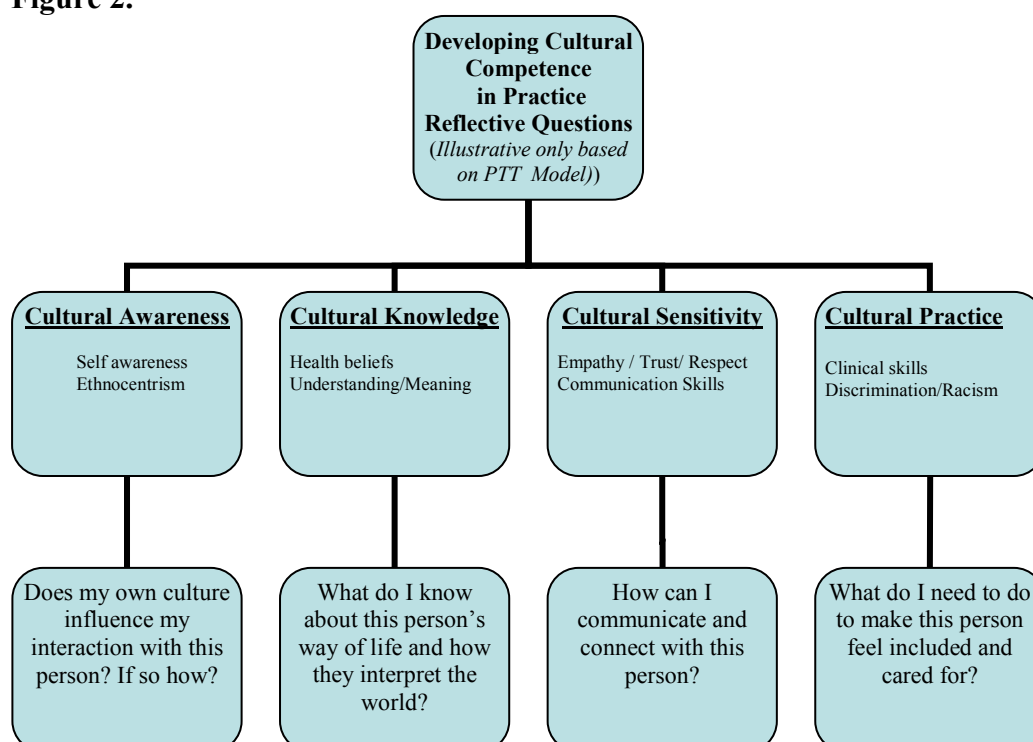 Figure 2.
Developing Cultural
Competence
in Practice
Reflective Questions
(Illustrative only based
on PTT Model))
Cultural Awareness
Self awareness
Ethnocentrism
Cultural Knowledge
Health beliefs
Understanding/Meaning
Cultural Sensitivity
Empathy / Trust/ Respect
Communication Skills
Cultural Practice
Clinical skills
Discrimination/Racism
Does my own culture
influence my
interaction with this
person? If so how?
What do I know
about this person’s
way of life and how
they interpret the
world?
How can I
communicate and
connect with this
person?
What do I need to do
to make this person
feel included and
cared for?